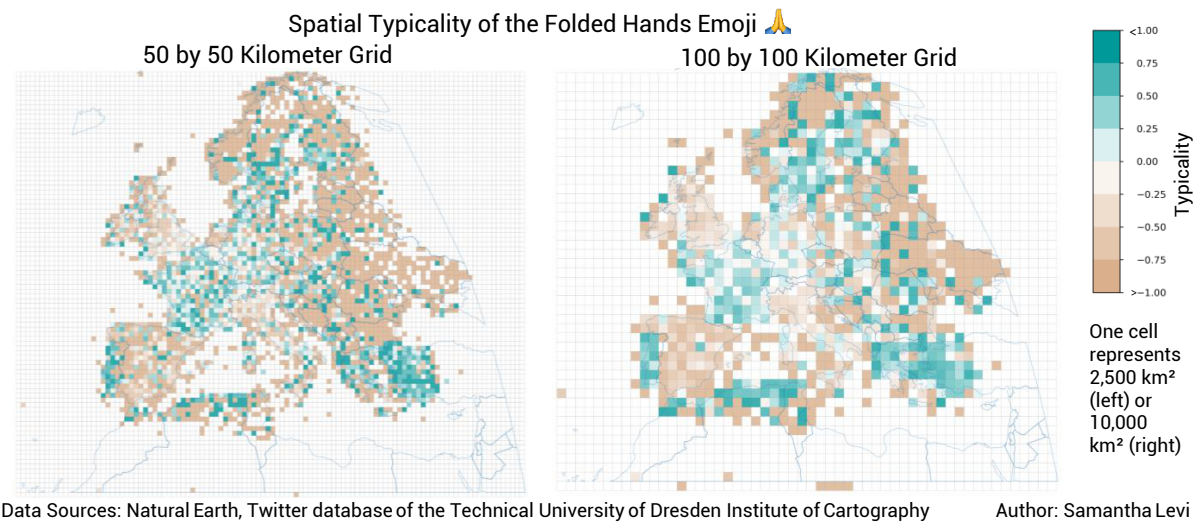 Spatial Typicality of the Folded Hands Emoji 🙏
50 by 50 Kilometer Grid
100 by 100 Kilometer Grid
<1.00
0.75
0.50
0.25
0.00
−0.25
−0.50
−0.75
>−1.00
Typicality
One cell
represents
2,500 km²
(left) or
10,000
km² (right)
Data Sources: Natural Earth, Twitter database of the Technical University of Dresden Institute of Cartography
Author: Samantha Levi